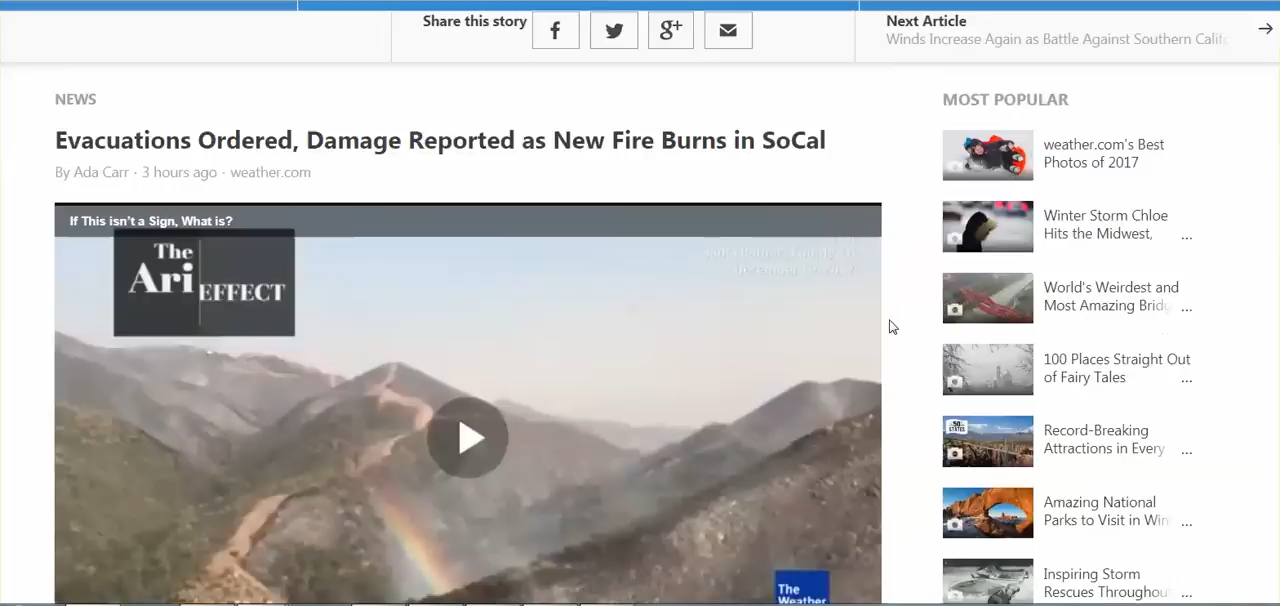 Share this story
Next Article
Winds Increase Again as Battle Against Southern
NEWS
MOST POPULAR
Evacuations Ordered, Damage Reported as New Fire Burns in SoCal
By Ada Carr · 3 hours ago · weather.com
If This isn't a Sign, What is?
The
Ari EFFECT
The
Weather
weather.com's Best
Photos of 2017
Winter Storm Chloe
Hits the Midwest,
...
World's Weirdest and
Most Amazing
...
100 Places Straight Out
of Fairy Tales
...
50
STATES
Record-Breaking
Attractions in Every
...
Amazing National
Parks to Visit in
...
Inspiring Storm
Rescues Throughout
...